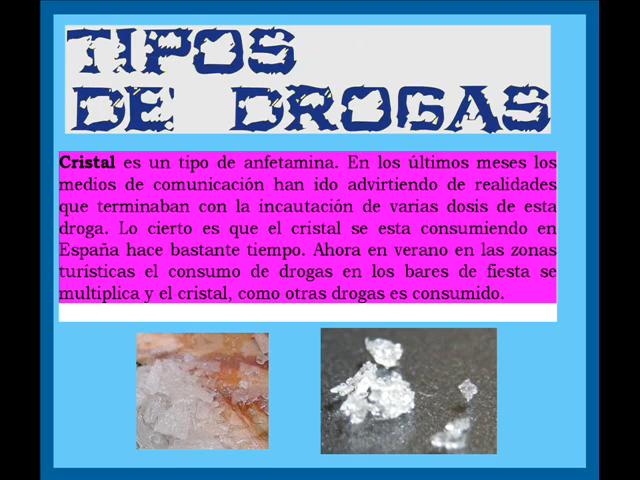 TIPOS
DE DROGAS
Cristal es un tipo de anfetamina. En los últimos meses los
medios de comunicación han ido advirtiendo de realidades
que terminaban con la incautación de varias dosis de esta
droga. Lo cierto es que el cristal se esta consumiendo en
España hace bastante tiempo. Ahora en verano en las zonas
turísticas el consumo de drogas en los bares de fiesta se
multiplica y el cristal, como otras drogas es consumido.